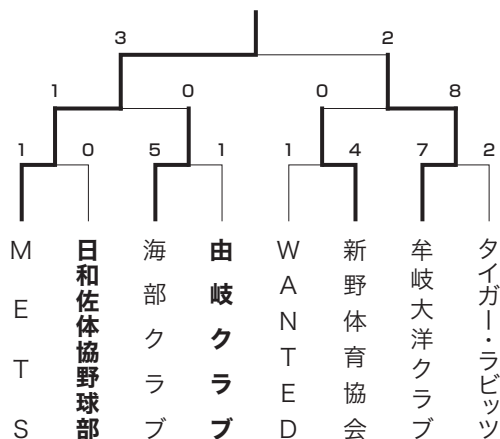 3 2
1 0 0 8
1 0 5 1 1 4 7 2
METS
日和佐体協野球部
海部クラブ
由岐クラブ
WANTED
新野体育協会
牟岐大洋クラブ
タイガー・ラビッツ